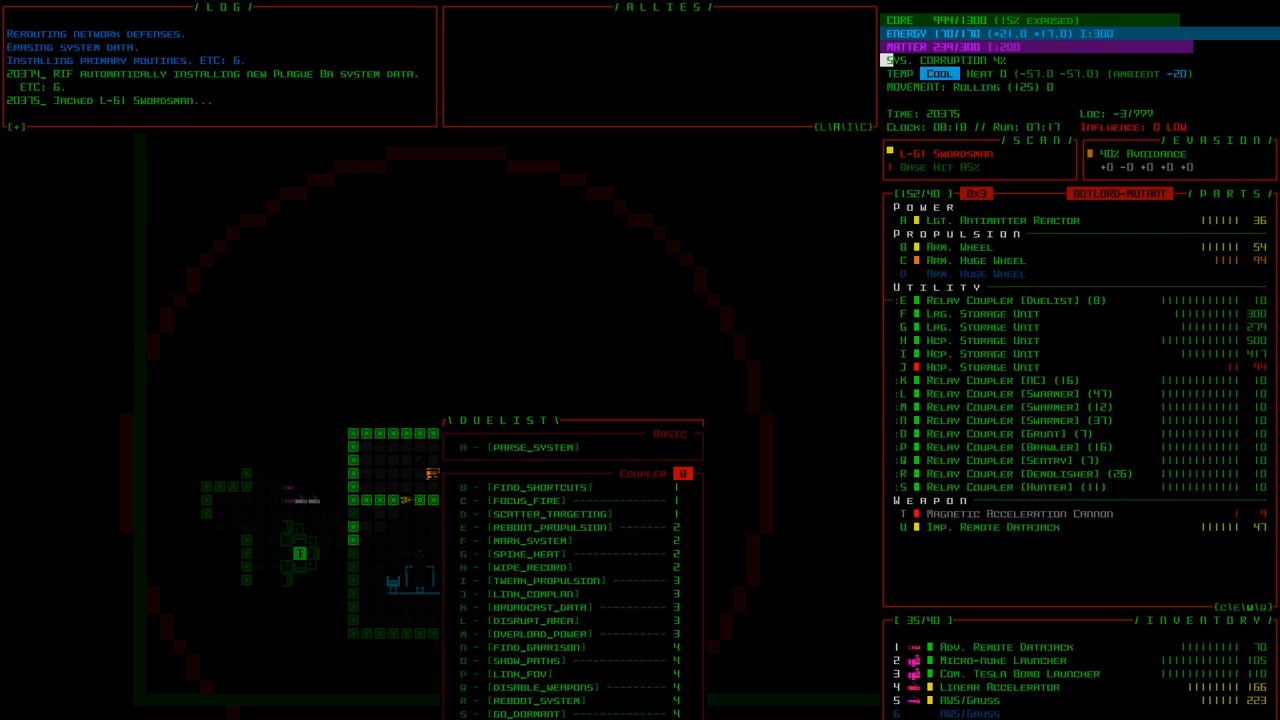 / L O G /
Rerouting network defenses.
Erasing system data.
Installing primary routines, ETC: 6.
20374_ RIF automatically installing new Plague 8a system data.
ETC: 6.
20375_ Jacked L-61 Swordsman...
[+]
/ A L L I E S /
[L\A\I\C]
CORE 994/1300 (15% EXPOSED)
ENERGY 170/170 (+21.0 +17.0) I:300
MATTER 239/300 I:200
SYS. CORRUPTION 4%
TEMP Cool HEAT 0 (-57.0 -57.0) (AMBIENT -20)
MOVEMENT: Rolling (125) 0
TIME: 20375 LOC: -3/???
CLOCK: 08:18 // RUN: 07:17 INFLUENCE: 0 LOW
/ S C A N /
L-61 Swordsman
Base Hit 85%
/ E V A S I O N /
40% Avoidance
+0 -0 +0 +0 +0
[152/40 ] 0x3 BOTLORD-MUTANT / P A R T S /
P O W E R
A Lgt. Antimatter Reactor 36
P R O P U L S I O N
B Arm. Wheel 54
C Arm. Huge Wheel 94
D Arm. Huge Wheel
U T I L I T Y
:E Relay Coupler [Duelist] (8) 10
F Lrg. Storage Unit 300
G Lrg. Storage Unit 279
H Hcp. Storage Unit 500
I Hcp. Storage Unit 417
J Hcp. Storage Unit 94
:K Relay Coupler [NC] (16) 10
:L Relay Coupler [Swarmer] (47) 10
:M Relay Coupler [Swarmer] (12) 10
:N Relay Coupler [Swarmer] (37) 10
:O Relay Coupler [Grunt] (7) 10
:P Relay Coupler [Brawler] (16) 10
:Q Relay Coupler [Sentry] (7) 10
:R Relay Coupler [Demolisher] (26) 10
:S Relay Coupler [Hunter] (11) 10
W E A P O N
T Magnetic Acceleration Cannon 9
U Imp. Remote Datajack 47
[C\E\W\Q]
[ 35/40 ] / I N V E N T O R Y /
1 Adv. Remote Datajack 70
2 Micro-nuke Launcher 105
3 Com. Tesla Bomb Launcher 110
4 Linear Accelerator 166
5 AWS/Gauss 223
6 AWS/Gauss
\ D U E L I S T \
Basic
A - [PARSE_SYSTEM]
Coupler 8
B - [FIND_SHORTCUTS] 1
C - [FOCUS_FIRE] 1
D - [SCATTER_TARGETING] 1
E - [REBOOT_PROPULSION] 2
F - [MARK_SYSTEM] 2
G - [SPIKE_HEAT] 2
H - [WIPE_RECORD] 2
I - [TWEAK_PROPULSION] 3
J - [LINK_COMPLAN] 3
K - [BROADCAST_DATA] 3
L - [DISRUPT_AREA] 3
M - [OVERLOAD_POWER] 3
N - [FIND_GARRISON] 4
O - [SHOW_PATHS] 4
P - [LINK_FOV] 4
Q - [DISABLE_WEAPONS] 4
R - [REBOOT_SYSTEM] 4
S - [GO_DORMANT] 4